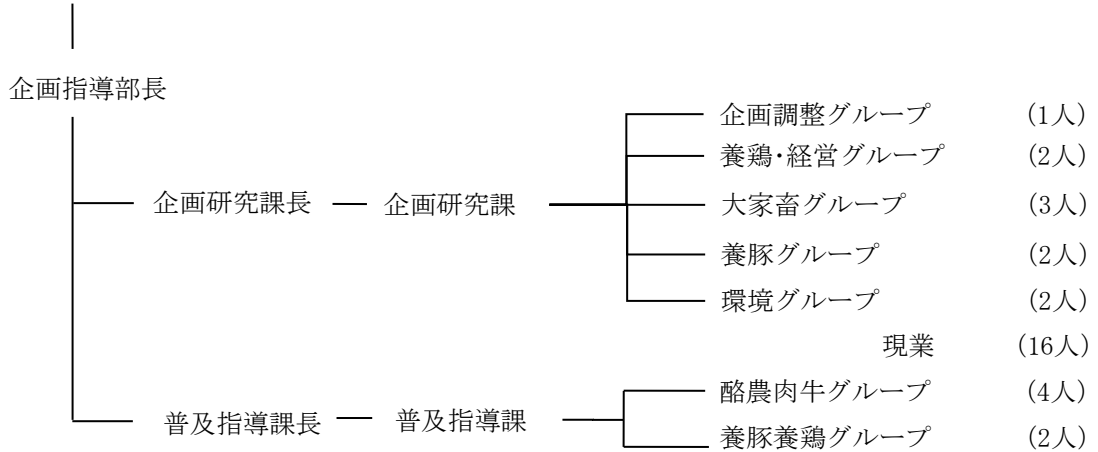 企画指導部長
企画調整グループ (1人)
養鶏・経営グループ (2人)
企画研究課長 企画研究課 大家畜グループ (3人)
養豚グループ (2人)
環境グループ (2人)
現業 (16人)
酪農肉牛グループ (4人)
普及指導課長 普及指導課
養豚養鶏グループ (2人)